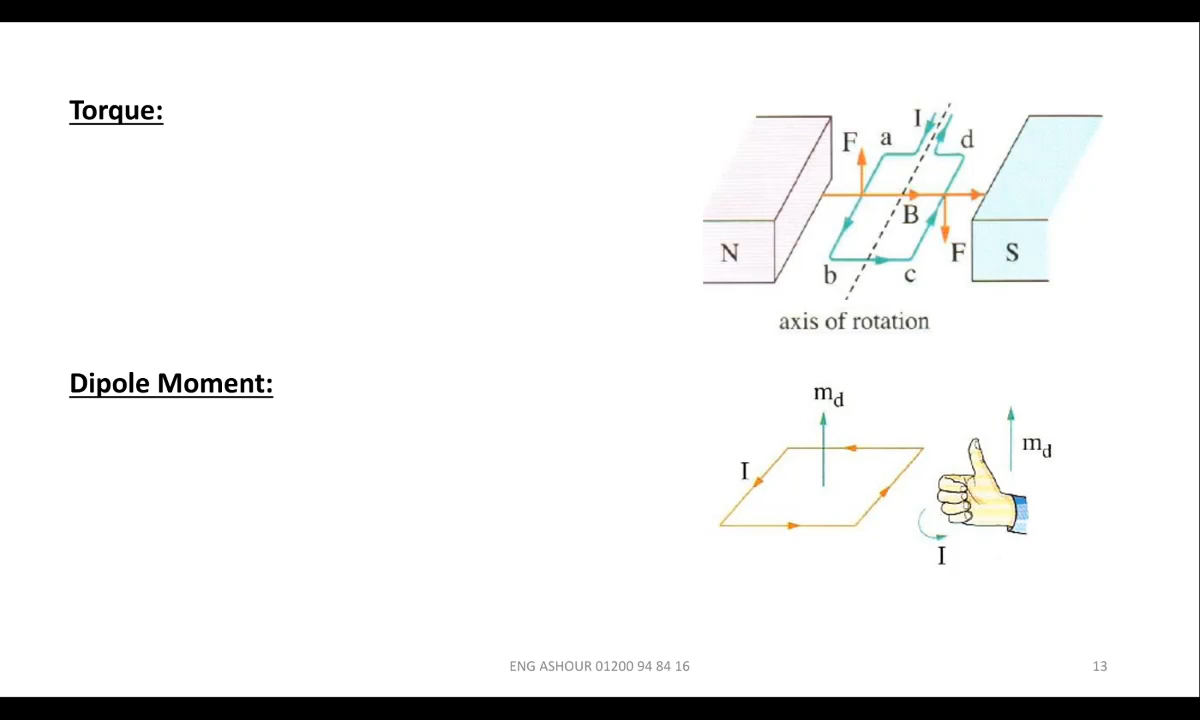 Torque:
I
F a d
B
N b c F S
axis of rotation
Dipole Moment:
m_d
I
m_d
I
ENG ASHOUR 01200 94 84 16
13